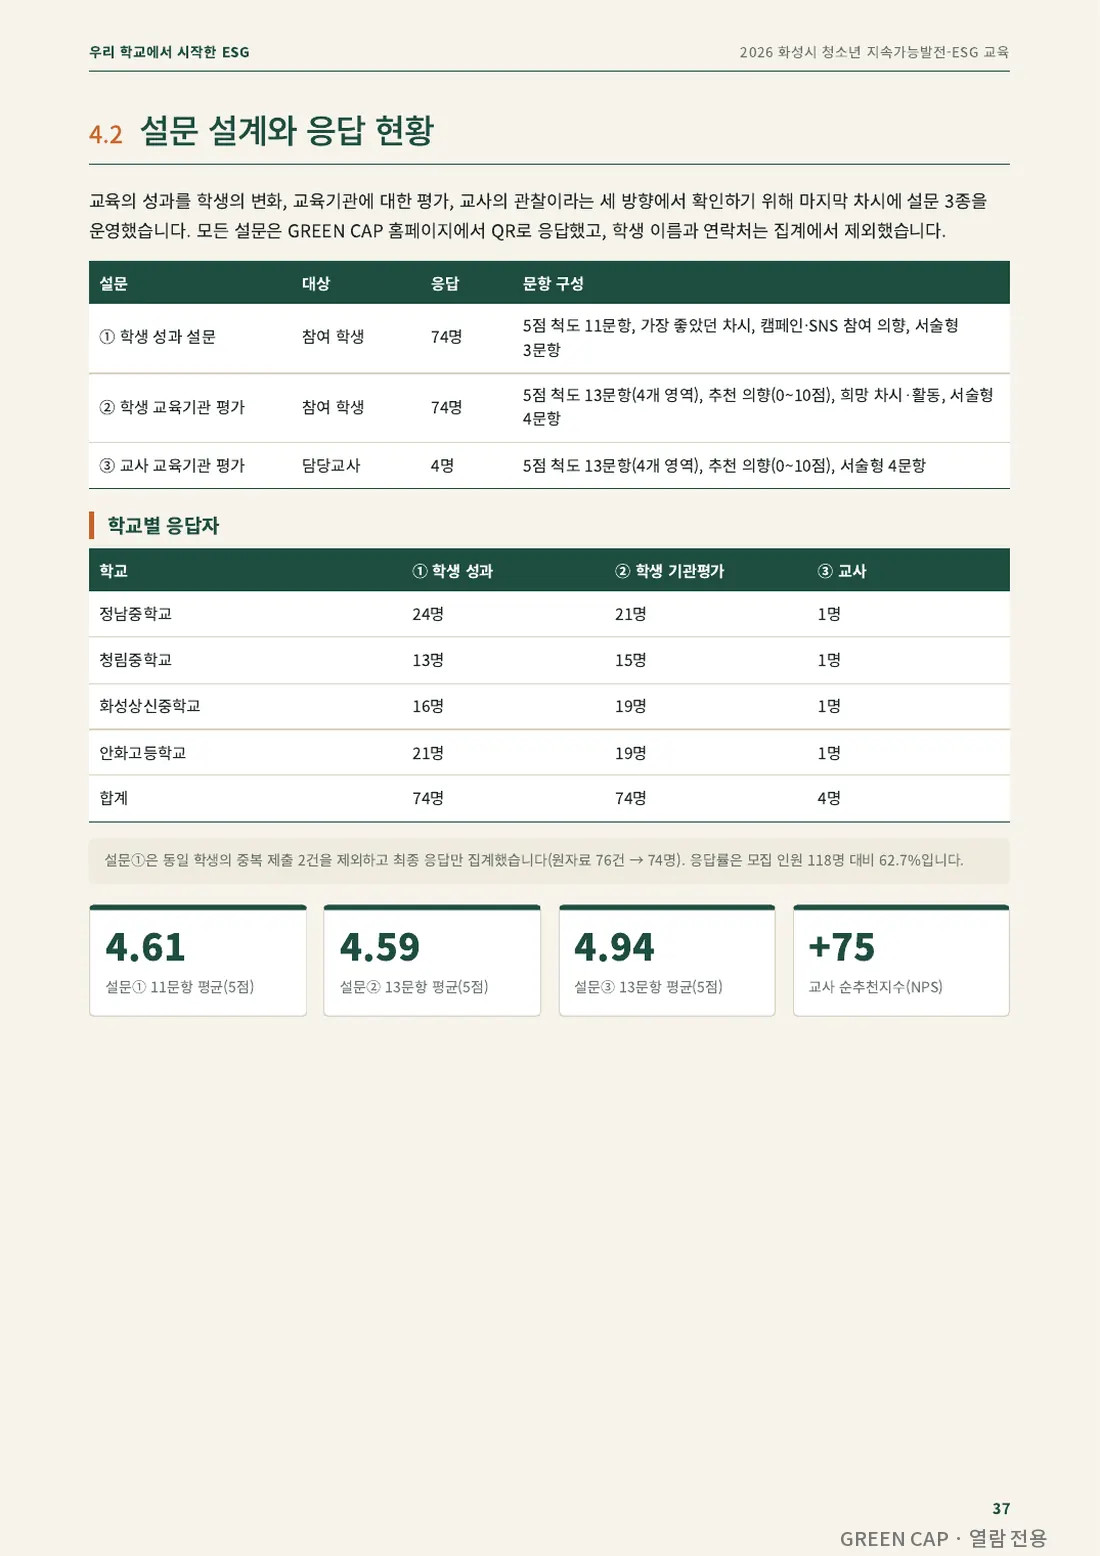 우리 학교에서 시작한 ESG
2026 화성시 청소년 지속가능발전-ESG 교육
4.2 설문 설계와 응답 현황
교육의 성과를 학생의 변화, 교육기관에 대한 평가, 교사의 관찰이라는 세 방향에서 확인하기 위해 마지막 차시에 설문 3종을
운영했습니다. 모든 설문은 GREEN CAP 홈페이지에서 QR로 응답했고, 학생 이름과 연락처는 집계에서 제외했습니다.
설문 대상 응답 문항 구성
① 학생 성과 설문 참여 학생 74명 5점 척도 11문항, 가장 좋았던 차시, 캠페인·SNS 참여 의향, 서술형
3문항
② 학생 교육기관 평가 참여 학생 74명 5점 척도 13문항(4개 영역), 추천 의향(0~10점), 희망 차시·활동, 서술형
4문항
③ 교사 교육기관 평가 담당교사 4명 5점 척도 13문항(4개 영역), 추천 의향(0~10점), 서술형 4문항
학교별 응답자
학교 ① 학생 성과 ② 학생 기관평가 ③ 교사
정남중학교 24명 21명 1명
청림중학교 13명 15명 1명
화성상신중학교 16명 19명 1명
안화고등학교 21명 19명 1명
합계 74명 74명 4명
설문①은 동일 학생의 중복 제출 2건을 제외하고 최종 응답만 집계했습니다(원자료 76건 → 74명). 응답률은 모집 인원 118명 대비 62.7%입니다.
4.61 4.59 4.94 +75
설문① 11문항 평균(5점) 설문② 13문항 평균(5점) 설문③ 13문항 평균(5점) 교사 순추천지수(NPS)
37
GREEN CAP · 열람 전용